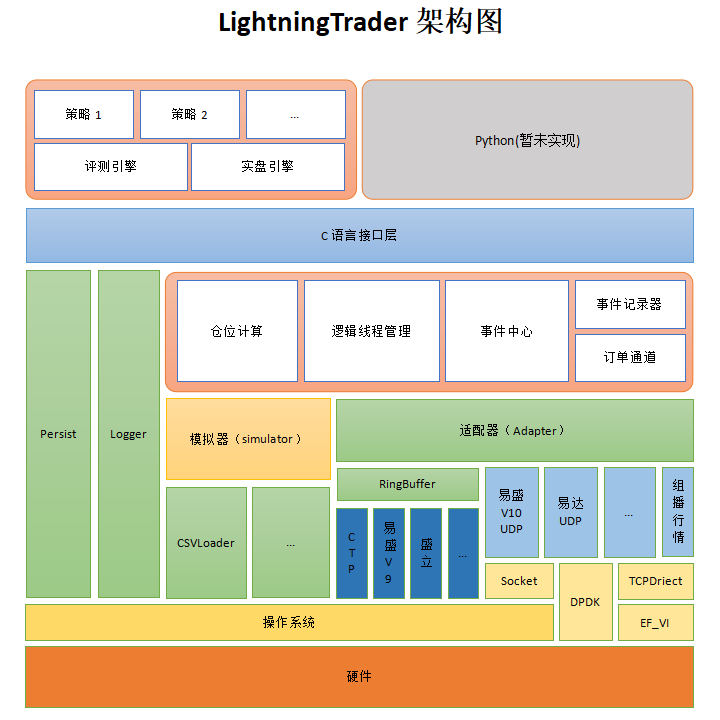 LightningTrader 架构图
策略 1
策略 2
...
Python(暂未实现)
评测引擎
实盘引擎
C 语言接口层
Persist
Logger
仓位计算
逻辑线程管理
事件中心
事件记录器
订单通道
模拟器（simulator）
适配器（Adapter）
RingBuffer
CSVLoader
...
CTP
易盛V9
盛立
...
易盛
V10
UDP
易达
UDP
...
组播行情
Socket
DPDK
TCPDriect
EF_VI
操作系统
硬件